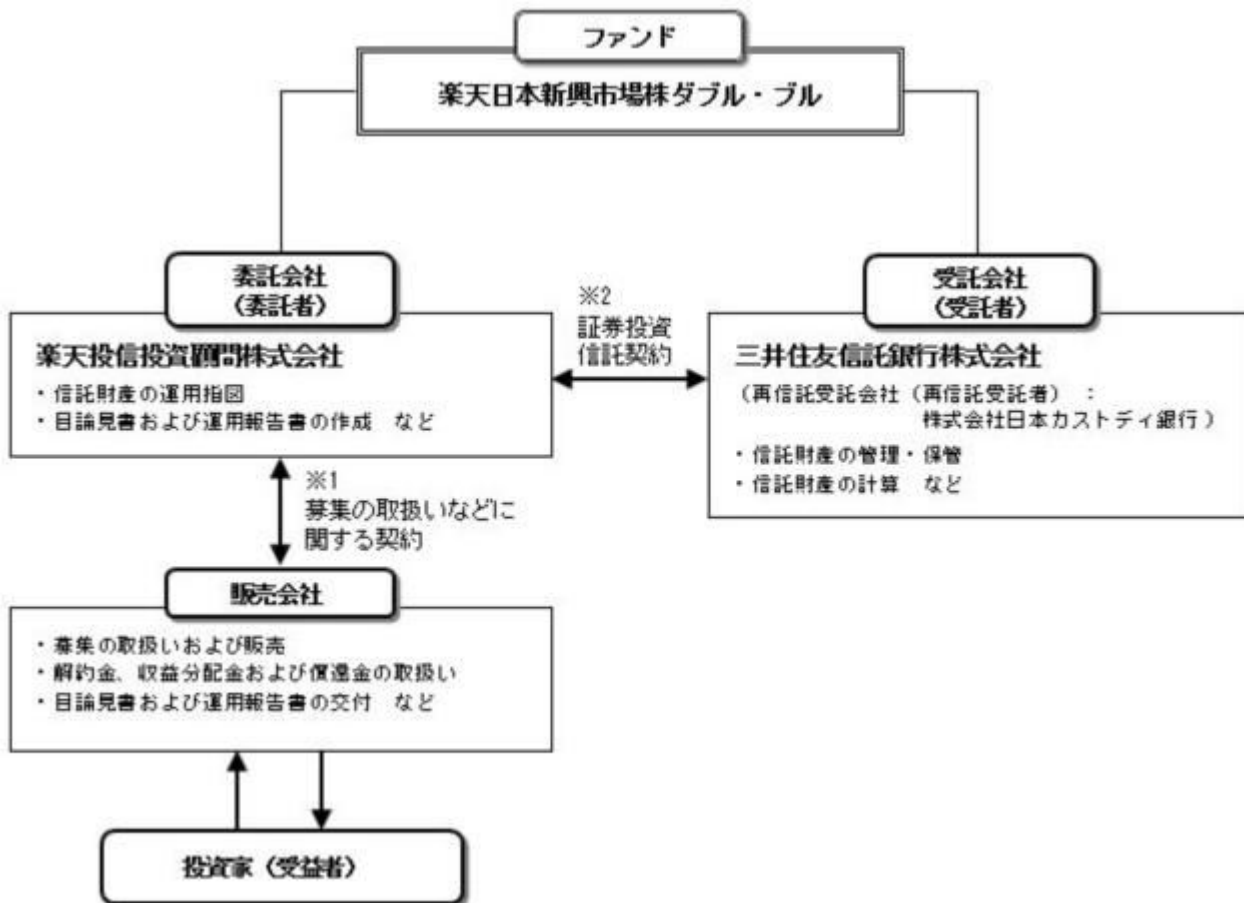 ファンド
楽天日本新興市場株ダブル・ブル
委託会社
（委託者）
楽天投信投資顧問株式会社
・信託財産の運用指図
・目論見書および運用報告書の作成　など
※2
証券投資
信託契約
受託会社
（受託者）
三井住友信託銀行株式会社
（再信託受託会社（再信託受託者）：
株式会社日本カストディ銀行）
・信託財産の管理・保管
・信託財産の計算　など
※1
募集の取扱いなどに
関する契約
販売会社
・募集の取扱いおよび販売
・解約金、収益分配金および償還金の取扱い
・目論見書および運用報告書の交付　など
投資家（受益者）